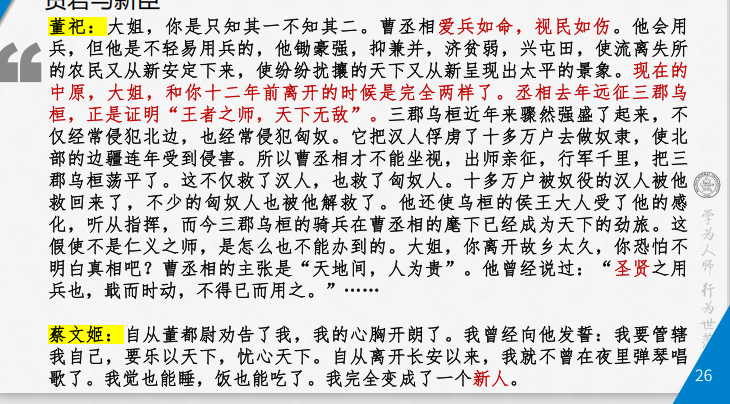 贤君与新臣
董祀：大姐，你是只知其一不知其二。曹丞相爱兵如命，视民如伤。他会用
兵，但他是不轻易用兵的，他锄豪强，抑兼并，济贫弱，兴屯田，使流离失所
的农民又从新安定下来，使纷纷扰攘的天下又从新呈现出太平的景象。现在的
中原，大姐，和你十二年前离开的时候是完全两样了。丞相去年远征三郡乌
桓，正是证明“王者之师，天下无敌”。三郡乌桓近年来骤然强盛了起来，不
仅经常侵犯北边，也经常侵犯匈奴。它把汉人俘虏了十多万户去做奴隶，使北
部的边疆连年受到侵害。所以曹丞相才不能坐视，出师亲征，行军千里，把三
郡乌桓荡平了。这不仅救了汉人，也救了匈奴人。十多万户被奴役的汉人被他
救回来了，不少的匈奴人也被他解救了。他还使乌桓的侯王大人受了他的感
化，听从指挥，而今三郡乌桓的骑兵在曹丞相的麾下已经成为天下的劲旅。这
假使不是仁义之师，是怎么也不能办到的。大姐，你离开故乡太久，你恐怕不
明白真相吧？曹丞相的主张是“天地间，人为贵”。他曾经说过：“圣贤之用
兵也，戢而时动，不得已而用之。”……
蔡文姬：自从董都尉劝告了我，我的心胸开朗了。我曾经向他发誓：我要管辖
我自己，要乐以天下，忧心天下。自从离开长安以来，我就不曾在夜里弹琴唱
歌了。我觉也能睡，饭也能吃了。我完全变成了一个新人。
学为人师 行为世范
26